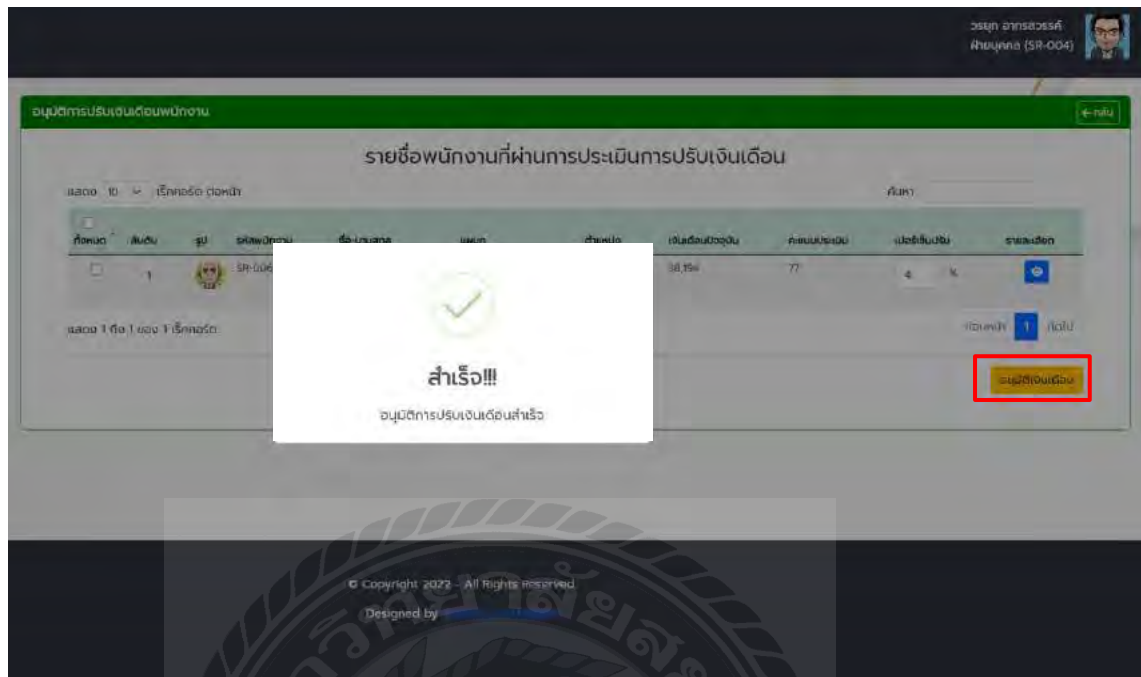 วรยุท อาภรสวรรค์
ฝ่ายบุคคล (SR-004)
อนุมัติการปรับเงินเดือนพนักงาน
←กลับ
รายชื่อพนักงานที่ผ่านการประเมินการปรับเงินเดือน
แสดง 10 เร็กคอร์ด ต่อหน้า
ค้นหา
ทั้งหมด ลำดับ รูป รหัสพนักงาน ชื่อ-นามสกุล แผนก ตำแหน่ง เงินเดือนปัจจุบัน คะแนนประเมิน เปอร์เซ็นปรับ รายละเอียด
1 SR-006 77 4 %
แสดง 1 ถึง 1 ของ 1 เร็กคอร์ด
ก่อนหน้า 1 ถัดไป
สำเร็จ!!!
อนุมัติการปรับเงินเดือนสำเร็จ
อนุมัติเงินเดือน
© Copyright 2022 - All Rights Reserved
Designed by